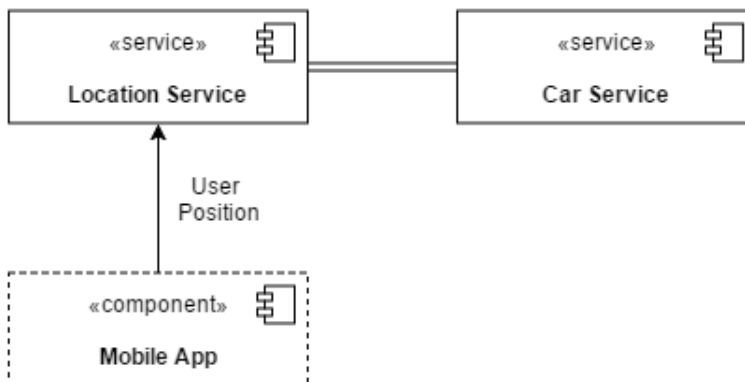 «service»
Location Service
«service»
Car Service
User
Position
«component»
Mobile App